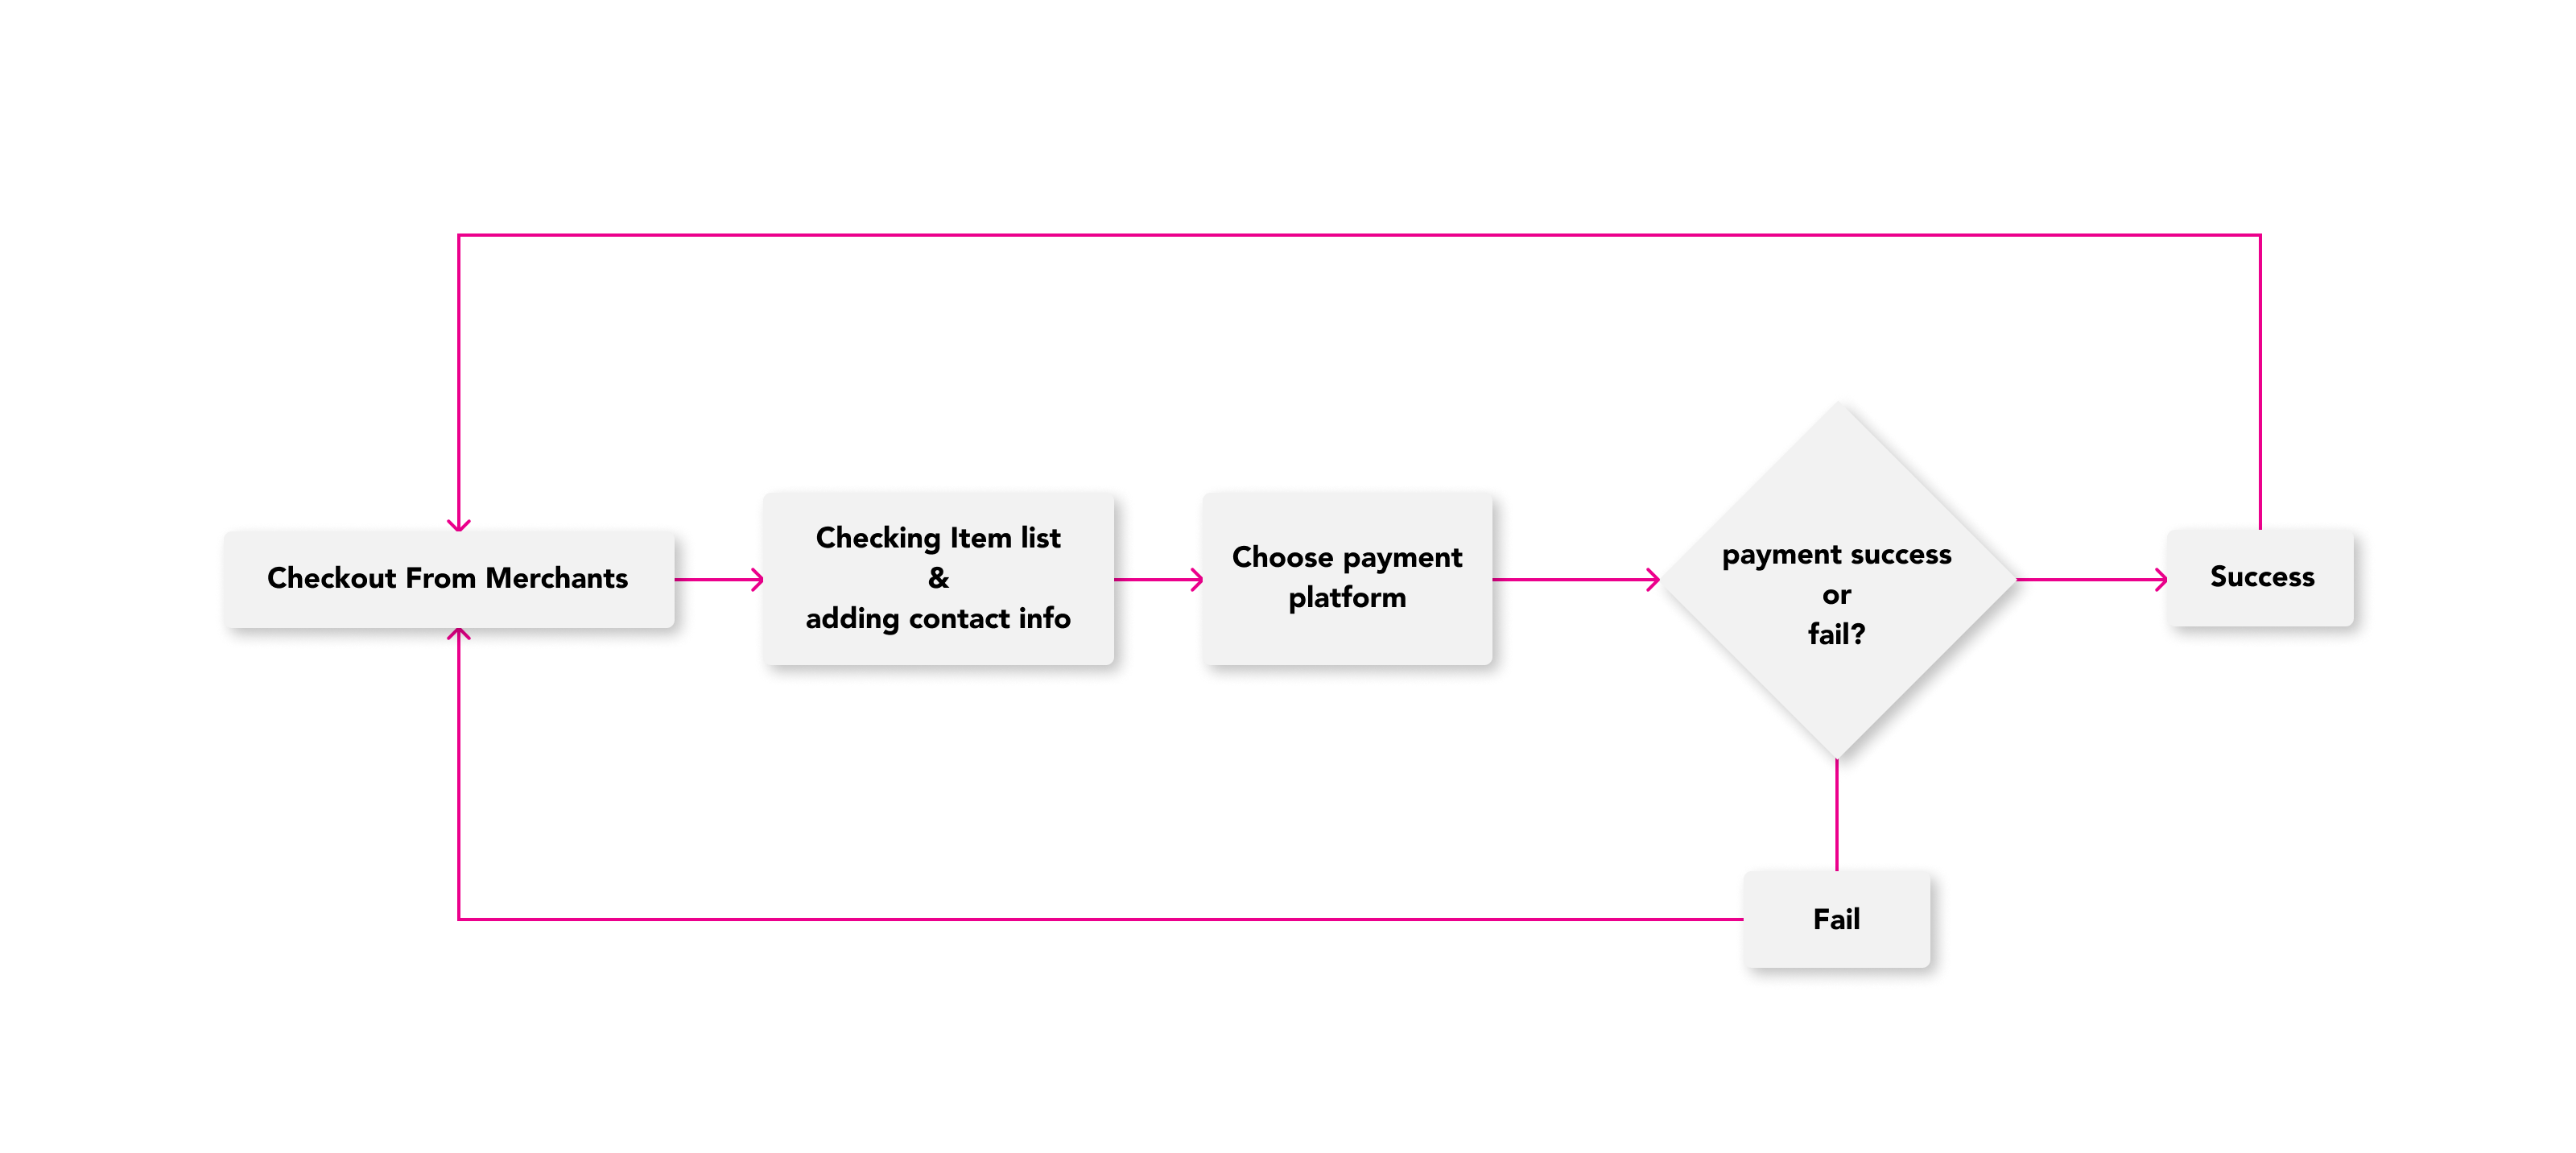 Checkout From Merchants
Checking Item list
&
adding contact info
Choose payment
platform
payment success
or
fail?
Success
Fail